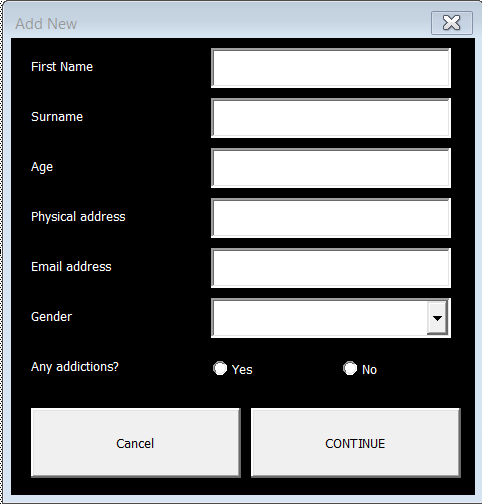 Add New
First Name
Surname
Age
Physical address
Email address
Gender
Any addictions? Yes No
Cancel CONTINUE